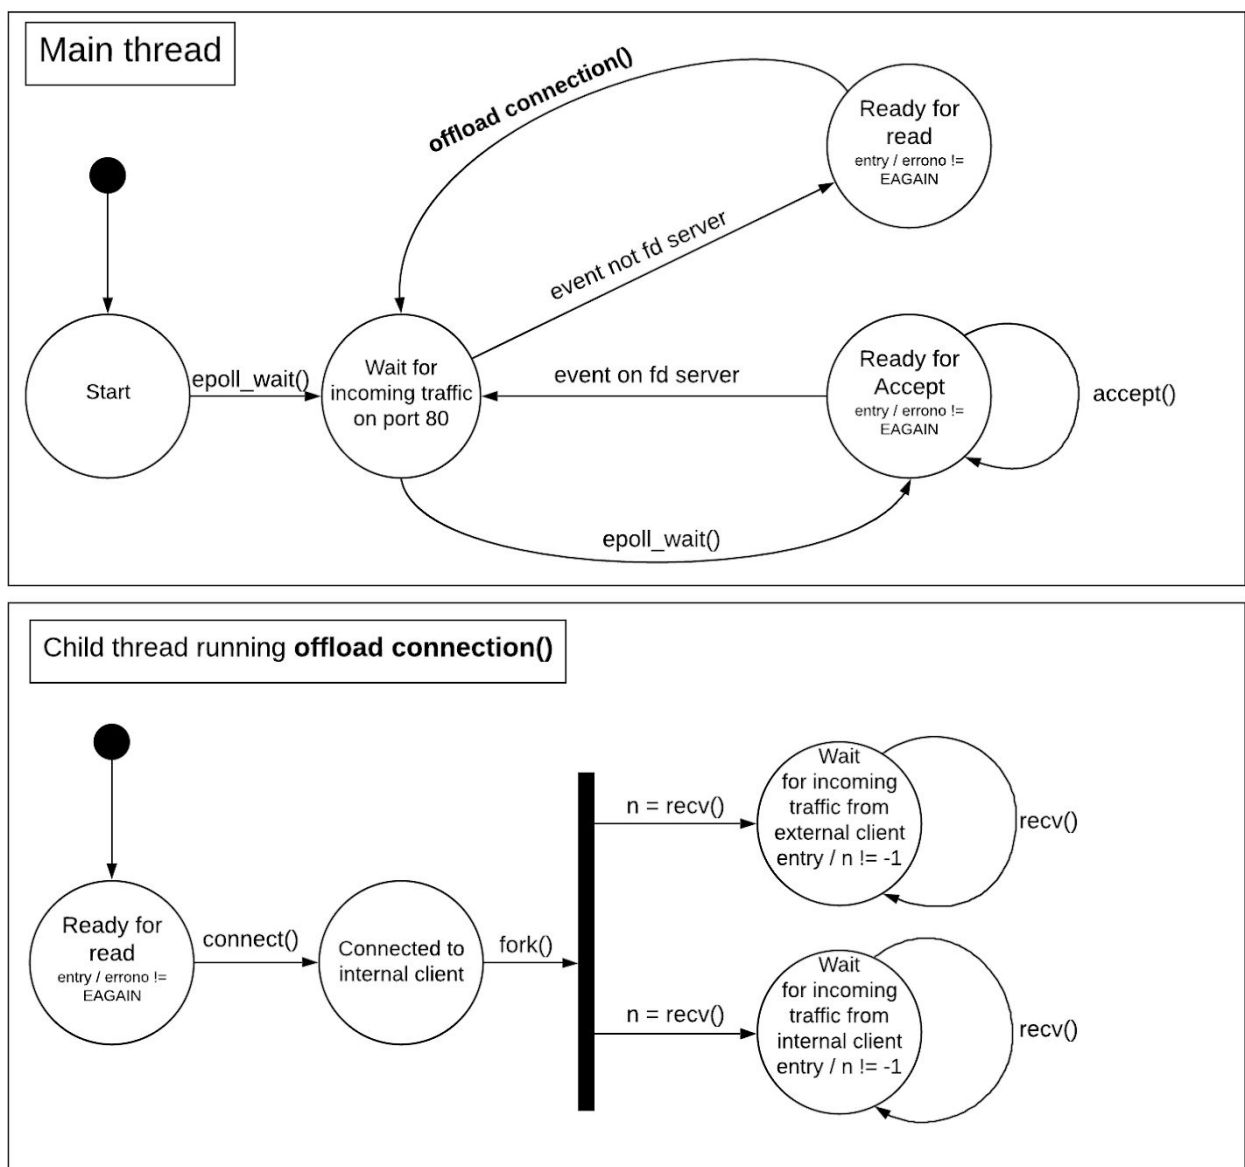 Main thread
offload connection()
Ready for
read
entry / errono !=
EAGAIN
event not fd server
Start
epoll_wait()
Wait for
incoming traffic
on port 80
event on fd server
Ready for
Accept
entry / errono !=
EAGAIN
accept()
epoll_wait()
Child thread running offload connection()
Ready for
read
entry / errono !=
EAGAIN
connect()
Connected to
internal client
fork()
n = recv()
Wait
for incoming
traffic from
external client
entry / n != -1
recv()
n = recv()
Wait
for incoming
traffic from
internal client
entry / n != -1
recv()